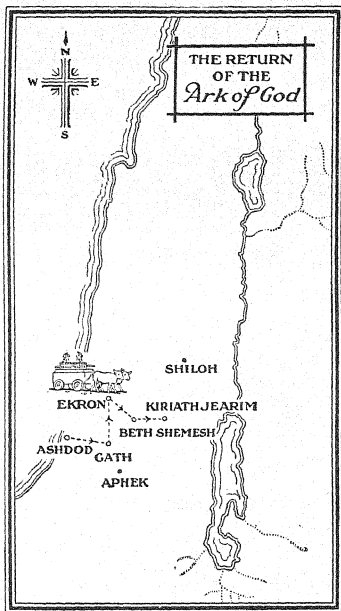 THE RETURN
OF THE
Ark of God
N
W E
S
SHILOH
EKRON
KIRIATHJEARIM
BETH SHEMESH
ASHDOD
GATH
APHEK